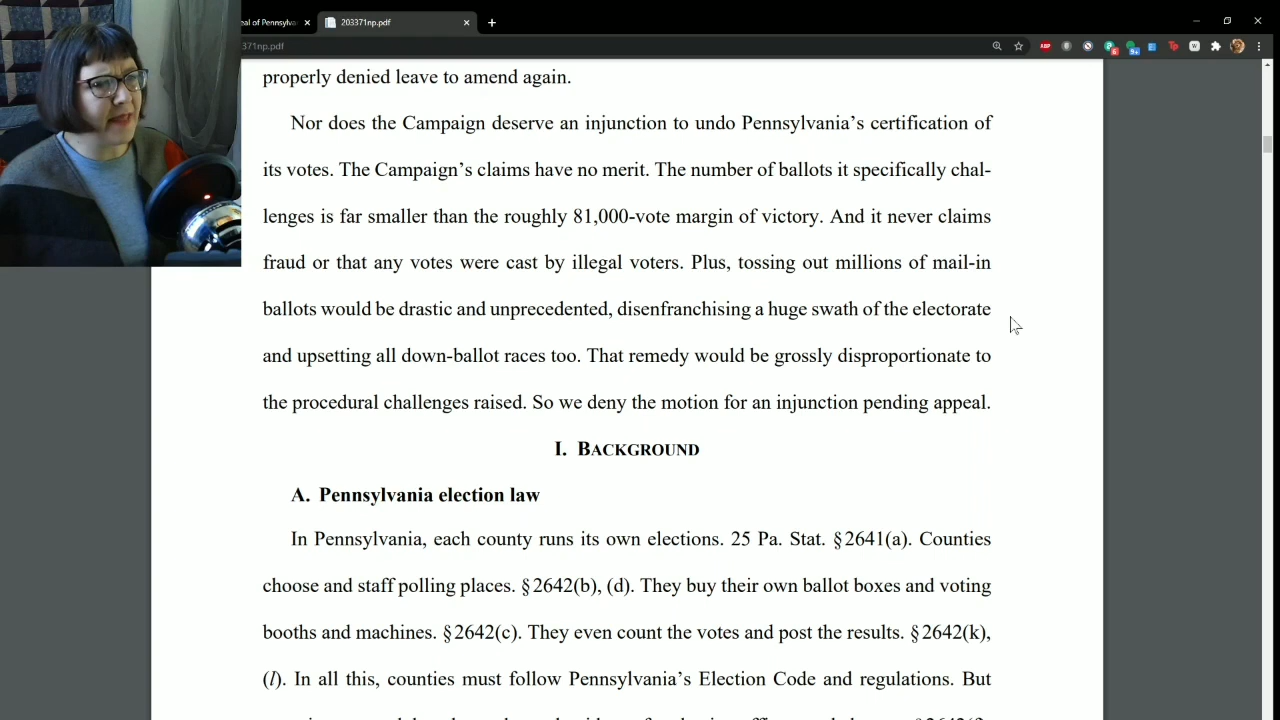 eal of Pennsylva
203371np.pdf
371np.pdf
properly denied leave to amend again.
Nor does the Campaign deserve an injunction to undo Pennsylvania’s certification of
its votes. The Campaign’s claims have no merit. The number of ballots it specifically chal-
lenges is far smaller than the roughly 81,000-vote margin of victory. And it never claims
fraud or that any votes were cast by illegal voters. Plus, tossing out millions of mail-in
ballots would be drastic and unprecedented, disenfranchising a huge swath of the electorate
and upsetting all down-ballot races too. That remedy would be grossly disproportionate to
the procedural challenges raised. So we deny the motion for an injunction pending appeal.
I. BACKGROUND
A. Pennsylvania election law
In Pennsylvania, each county runs its own elections. 25 Pa. Stat. § 2641(a). Counties
choose and staff polling places. § 2642(b), (d). They buy their own ballot boxes and voting
booths and machines. § 2642(c). They even count the votes and post the results. § 2642(k),
(l). In all this, counties must follow Pennsylvania’s Election Code and regulations. But